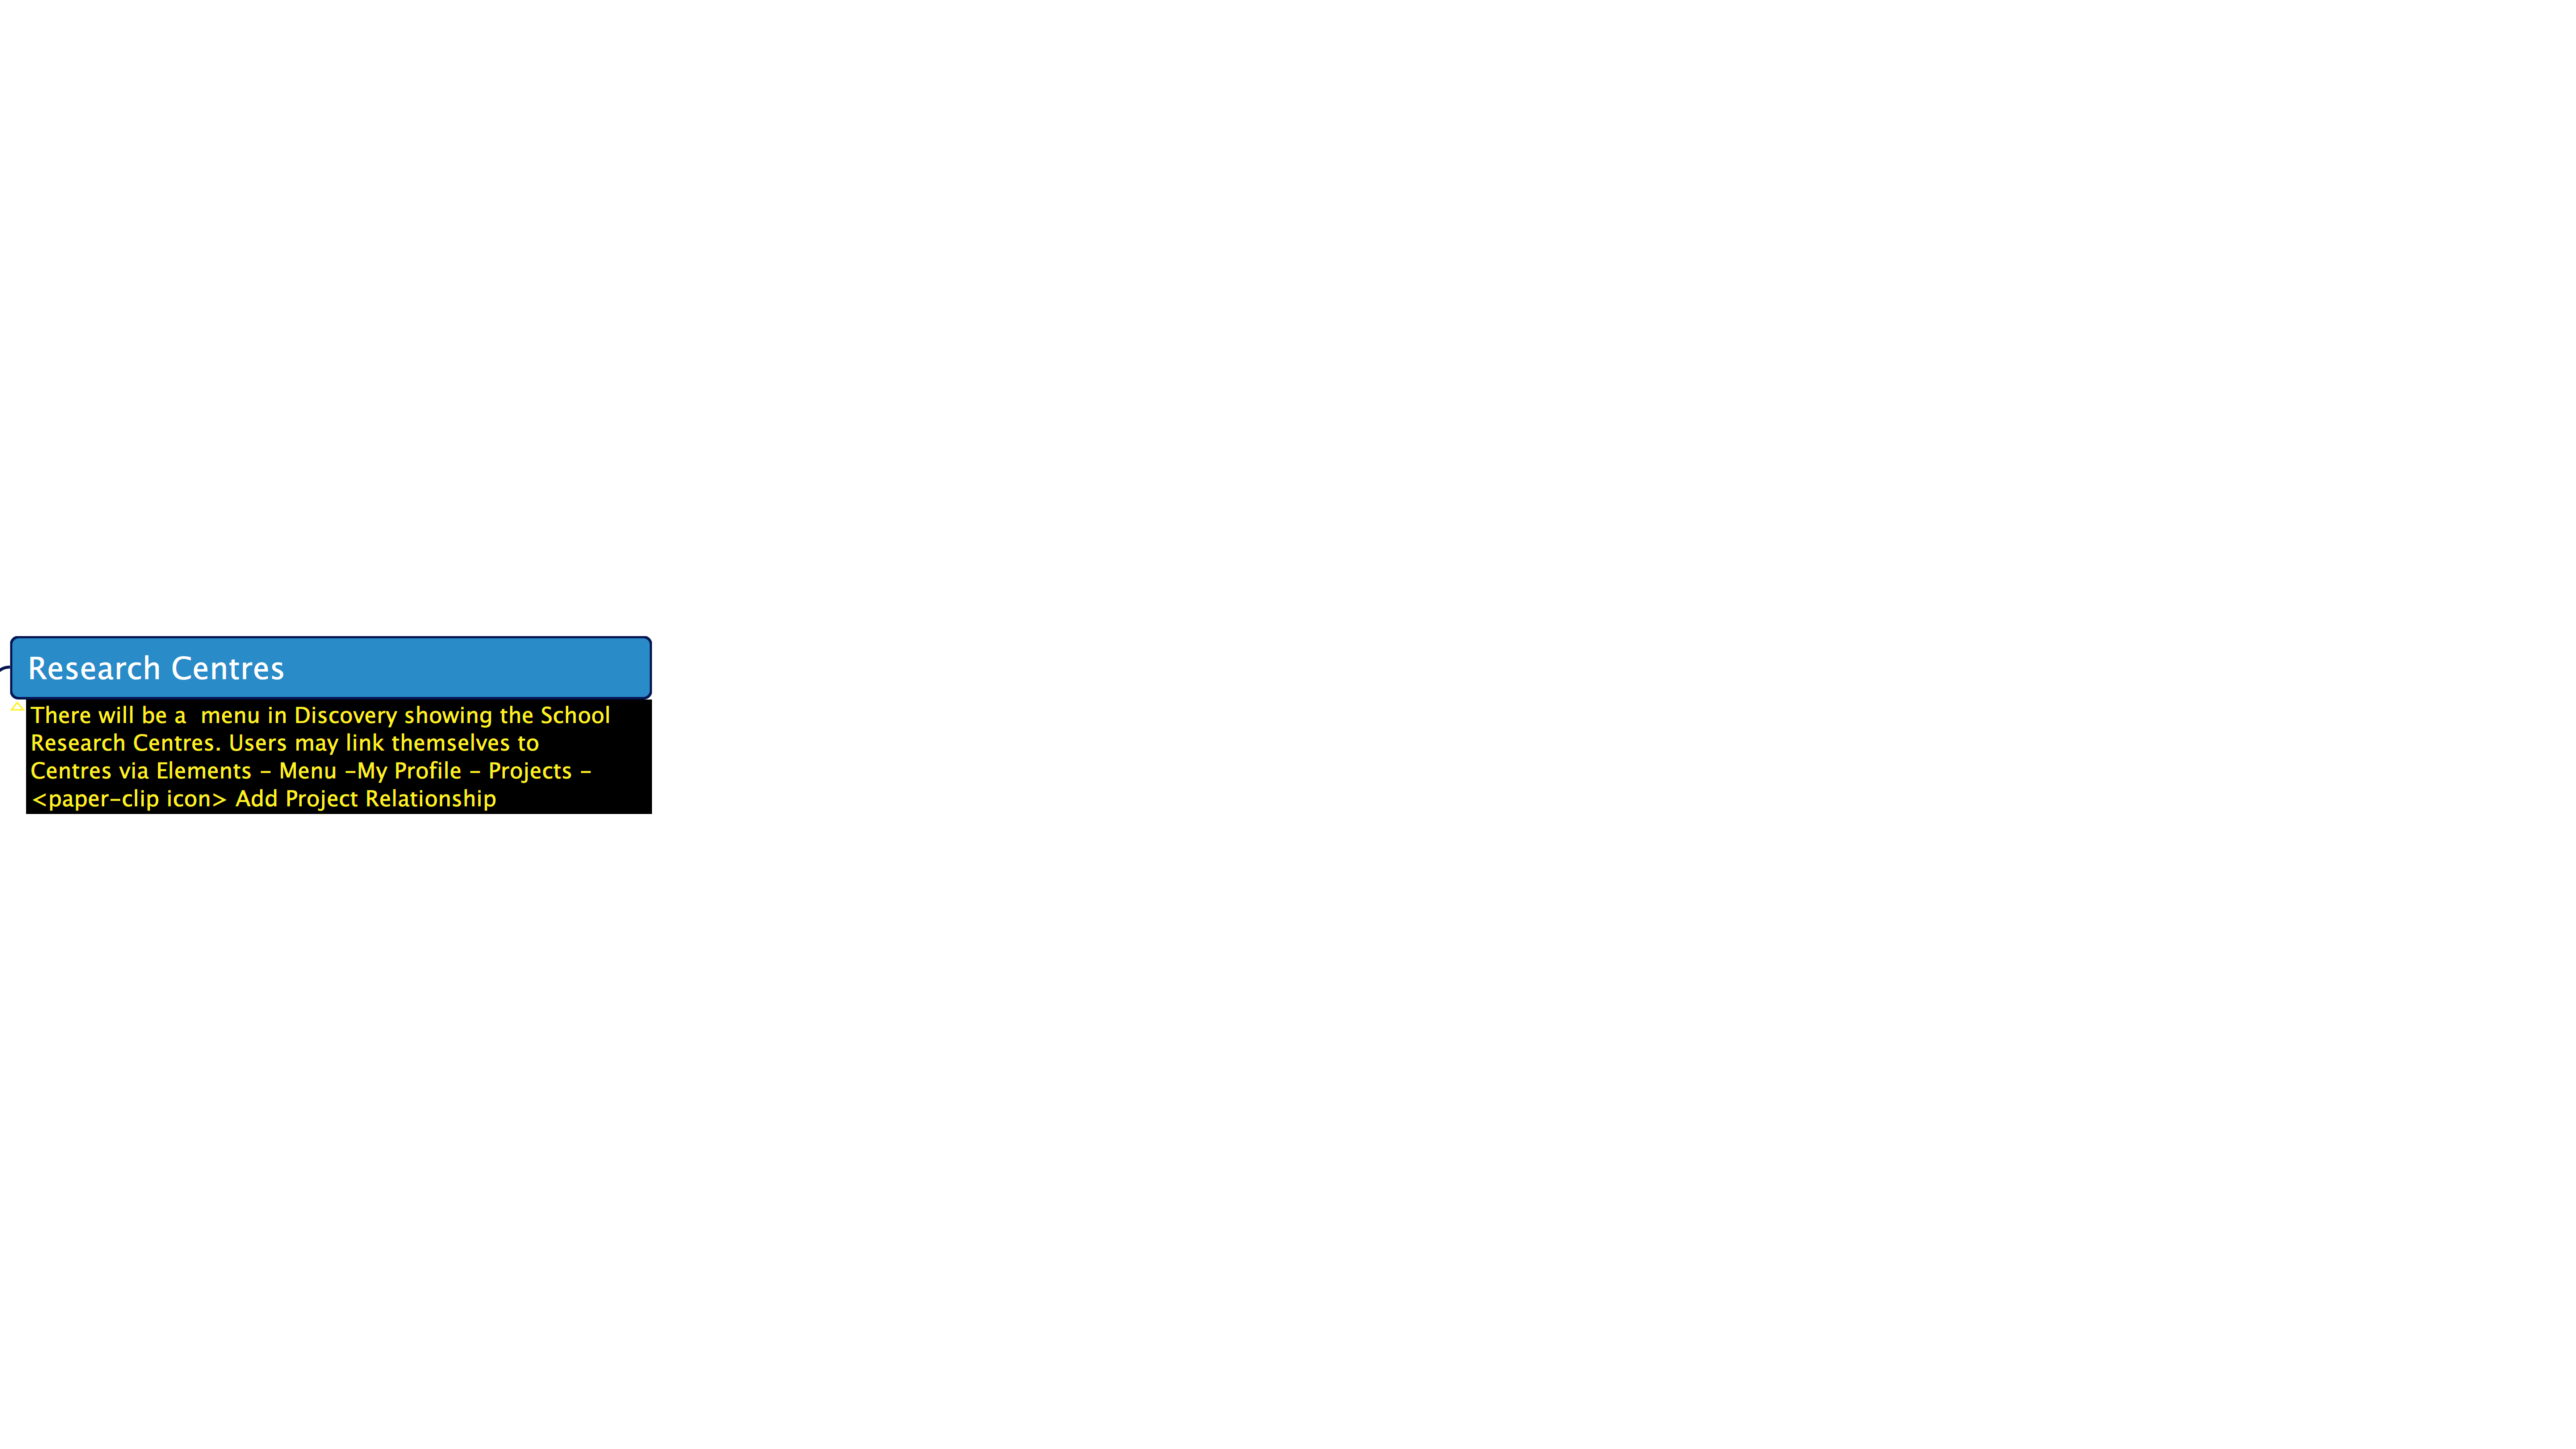 Research Centres
There will be a  menu in Discovery showing the School
Research Centres. Users may link themselves to
Centres via Elements - Menu -My Profile - Projects -
<paper-clip icon> Add Project Relationship